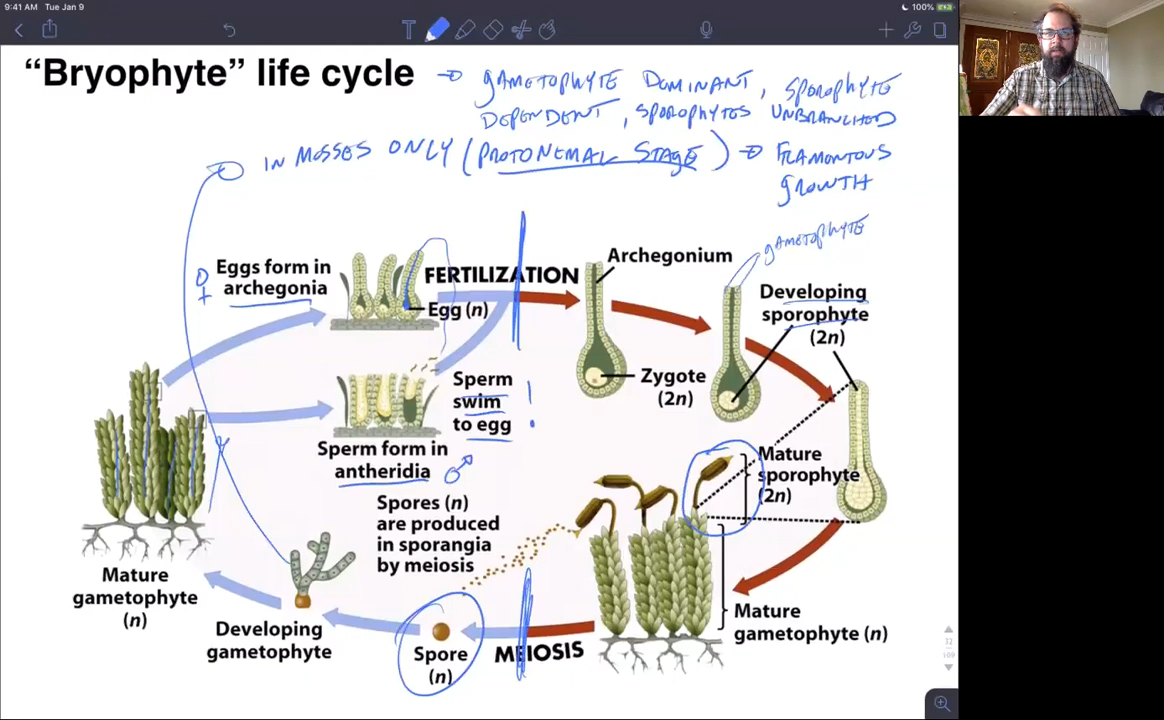 9:41 AM Tue Jan 9
100%
T
"Bryophyte" life cycle
→ GAMETOPHYTE DOMINANT, SPOROPHYTE
DEPENDENT, SPOROPHYTES UNBRANCHED
IN MOSSES ONLY (PROTONEMAL STAGE) → FILAMONTOUS
GROWTH
GAMETOPHYTE
Eggs form in
archegonia
♀
FERTILIZATION
Egg (n)
Archegonium
Developing
sporophyte
(2n)
Zygote
(2n)
Sperm
swim
to egg
!
Sperm form in
antheridia ♂
Mature
sporophyte
(2n)
Spores (n)
are produced
in sporangia
by meiosis
Mature
gametophyte
(n)
Developing
gametophyte
Spore
(n)
MEIOSIS
Mature
gametophyte (n)